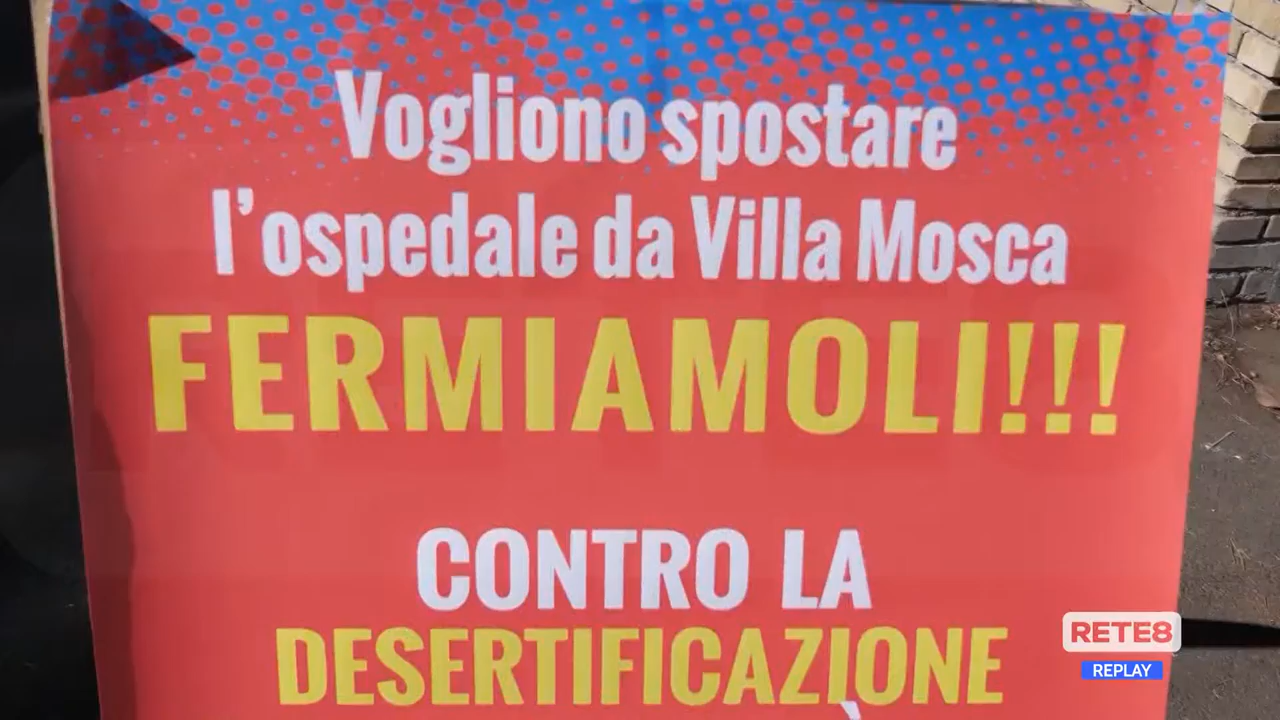 Vogliono spostare
l'ospedale da Villa Mosca
FERMIAMOLI!!!
CONTRO LA
DESERTIFICAZIONE
RETE8
REPLAY